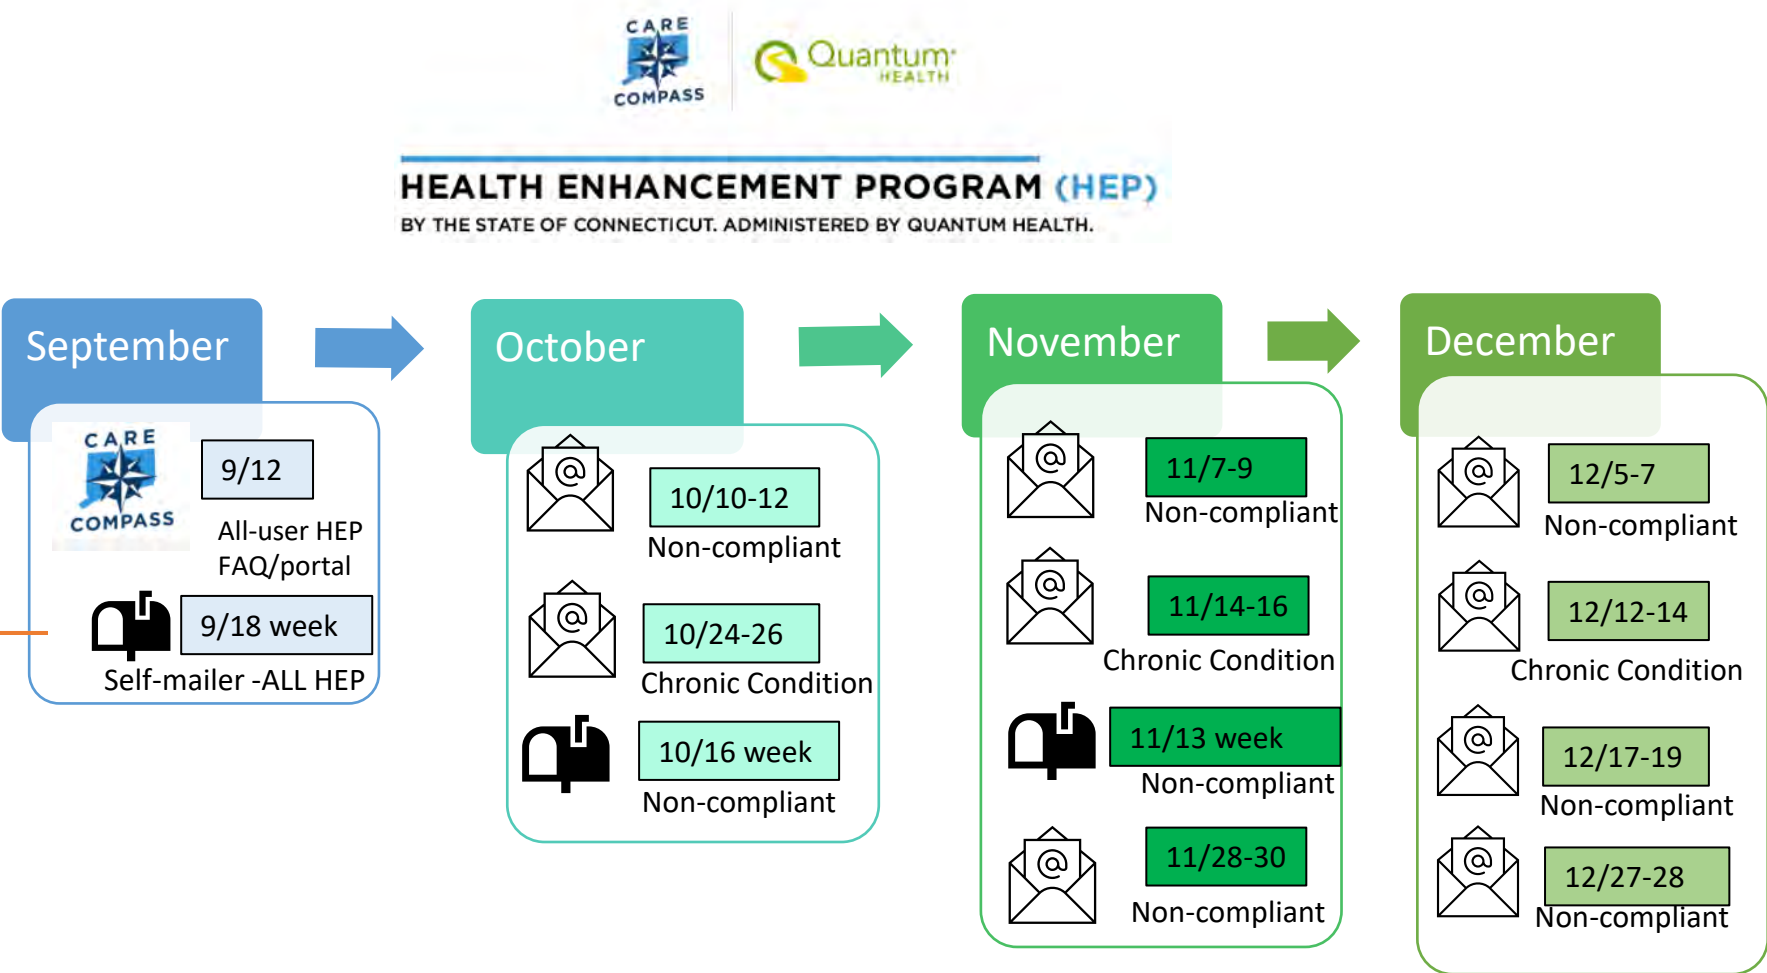 CARE
COMPASS
Quantum
HEALTH
HEALTH ENHANCEMENT PROGRAM (HEP)
BY THE STATE OF CONNECTICUT. ADMINISTERED BY QUANTUM HEALTH.
September
CARE
COMPASS
9/12
All-user HEP
FAQ/portal
9/18 week
Self-mailer -ALL HEP
October
@
10/10-12
Non-compliant
@
10/24-26
Chronic Condition
10/16 week
Non-compliant
November
@
11/7-9
Non-compliant
@
11/14-16
Chronic Condition
11/13 week
Non-compliant
@
11/28-30
Non-compliant
December
@
12/5-7
Non-compliant
@
12/12-14
Chronic Condition
@
12/17-19
Non-compliant
@
12/27-28
Non-compliant